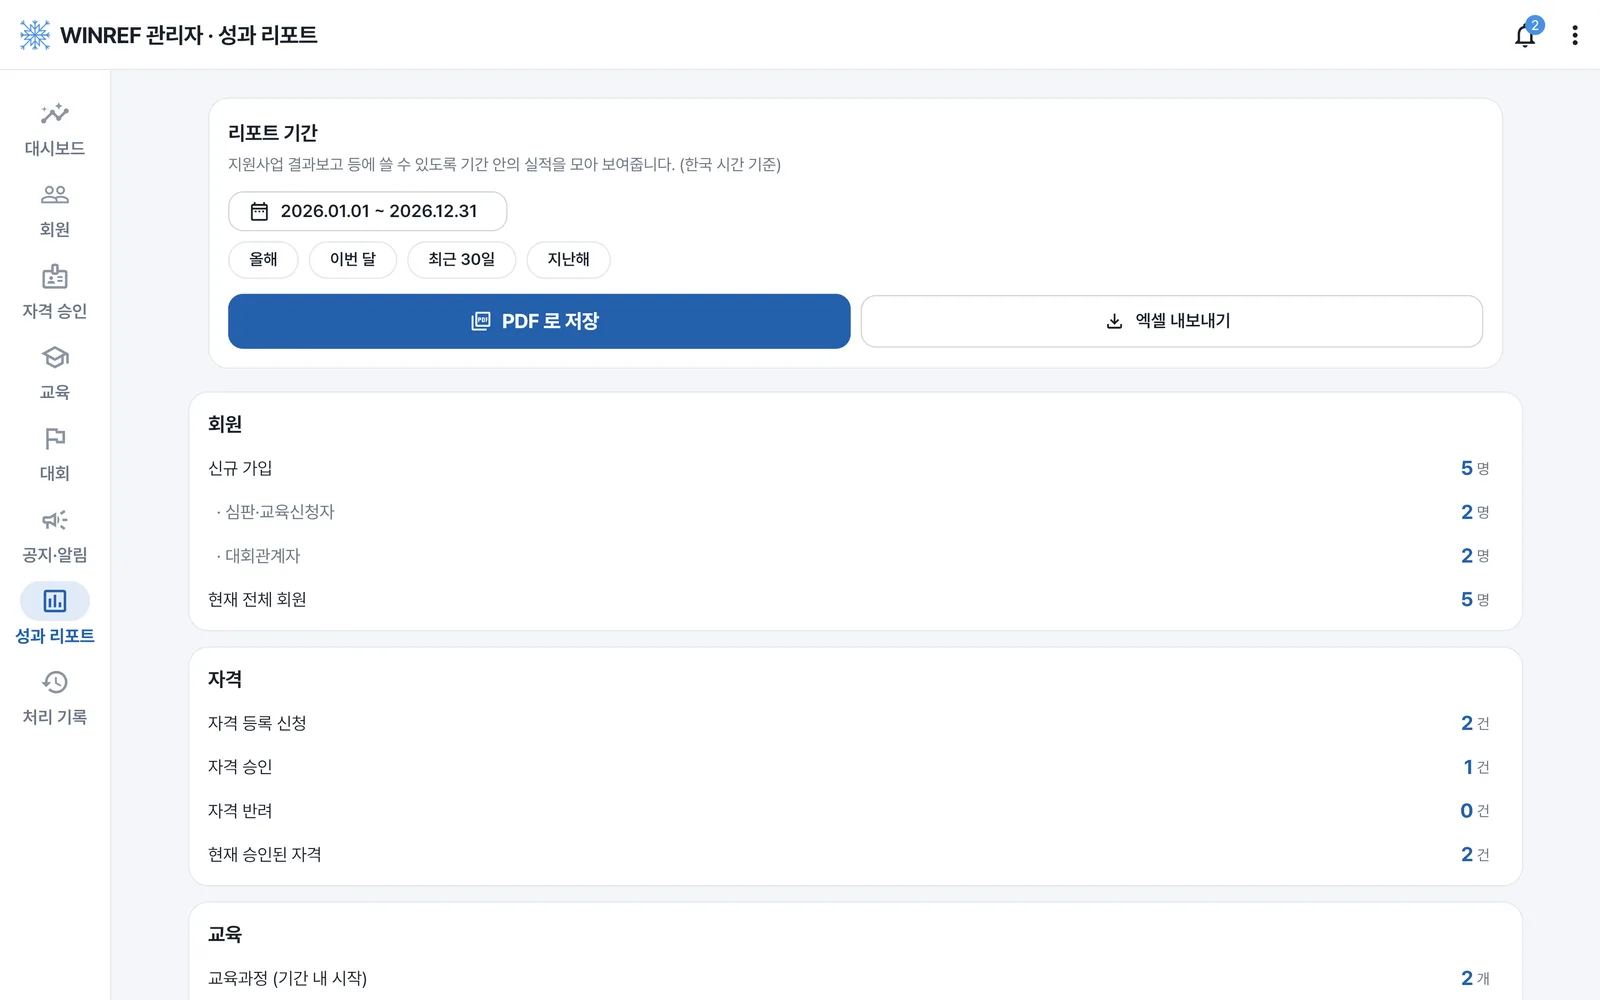 WINREF 관리자 · 성과 리포트
2
대시보드
회원
자격 승인
교육
대회
공지·알림
성과 리포트
처리 기록
리포트 기간
지원사업 결과보고 등에 쓸 수 있도록 기간 안의 실적을 모아 보여줍니다. (한국 시간 기준)
2026.01.01 ~ 2026.12.31
올해 이번 달 최근 30일 지난해
PDF 로 저장 엑셀 내보내기
회원
신규 가입 5 명
· 심판·교육신청자 2 명
· 대회관계자 2 명
현재 전체 회원 5 명
자격
자격 등록 신청 2 건
자격 승인 1 건
자격 반려 0 건
현재 승인된 자격 2 건
교육
교육과정 (기간 내 시작) 2 개